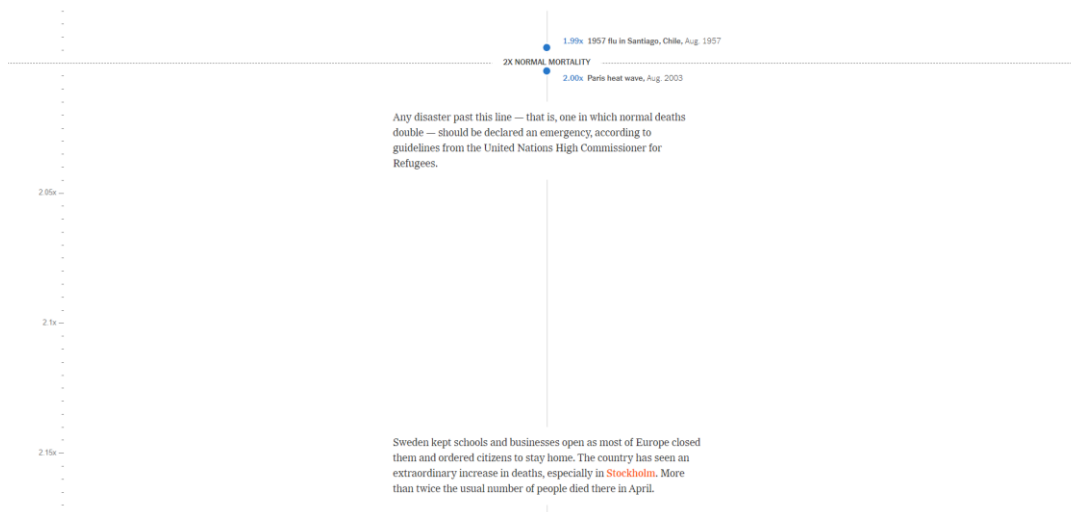 1.99x 1957 flu in Santiago, Chile, Aug. 1957
2X NORMAL MORTALITY
2.00x Paris heat wave, Aug. 2003
Any disaster past this line — that is, one in which normal deaths
double — should be declared an emergency, according to
guidelines from the United Nations High Commissioner for
Refugees.
2.05x
2.1x
Sweden kept schools and businesses open as most of Europe closed
2.15x
them and ordered citizens to stay home. The country has seen an
extraordinary increase in deaths, especially in Stockholm. More
than twice the usual number of people died there in April.